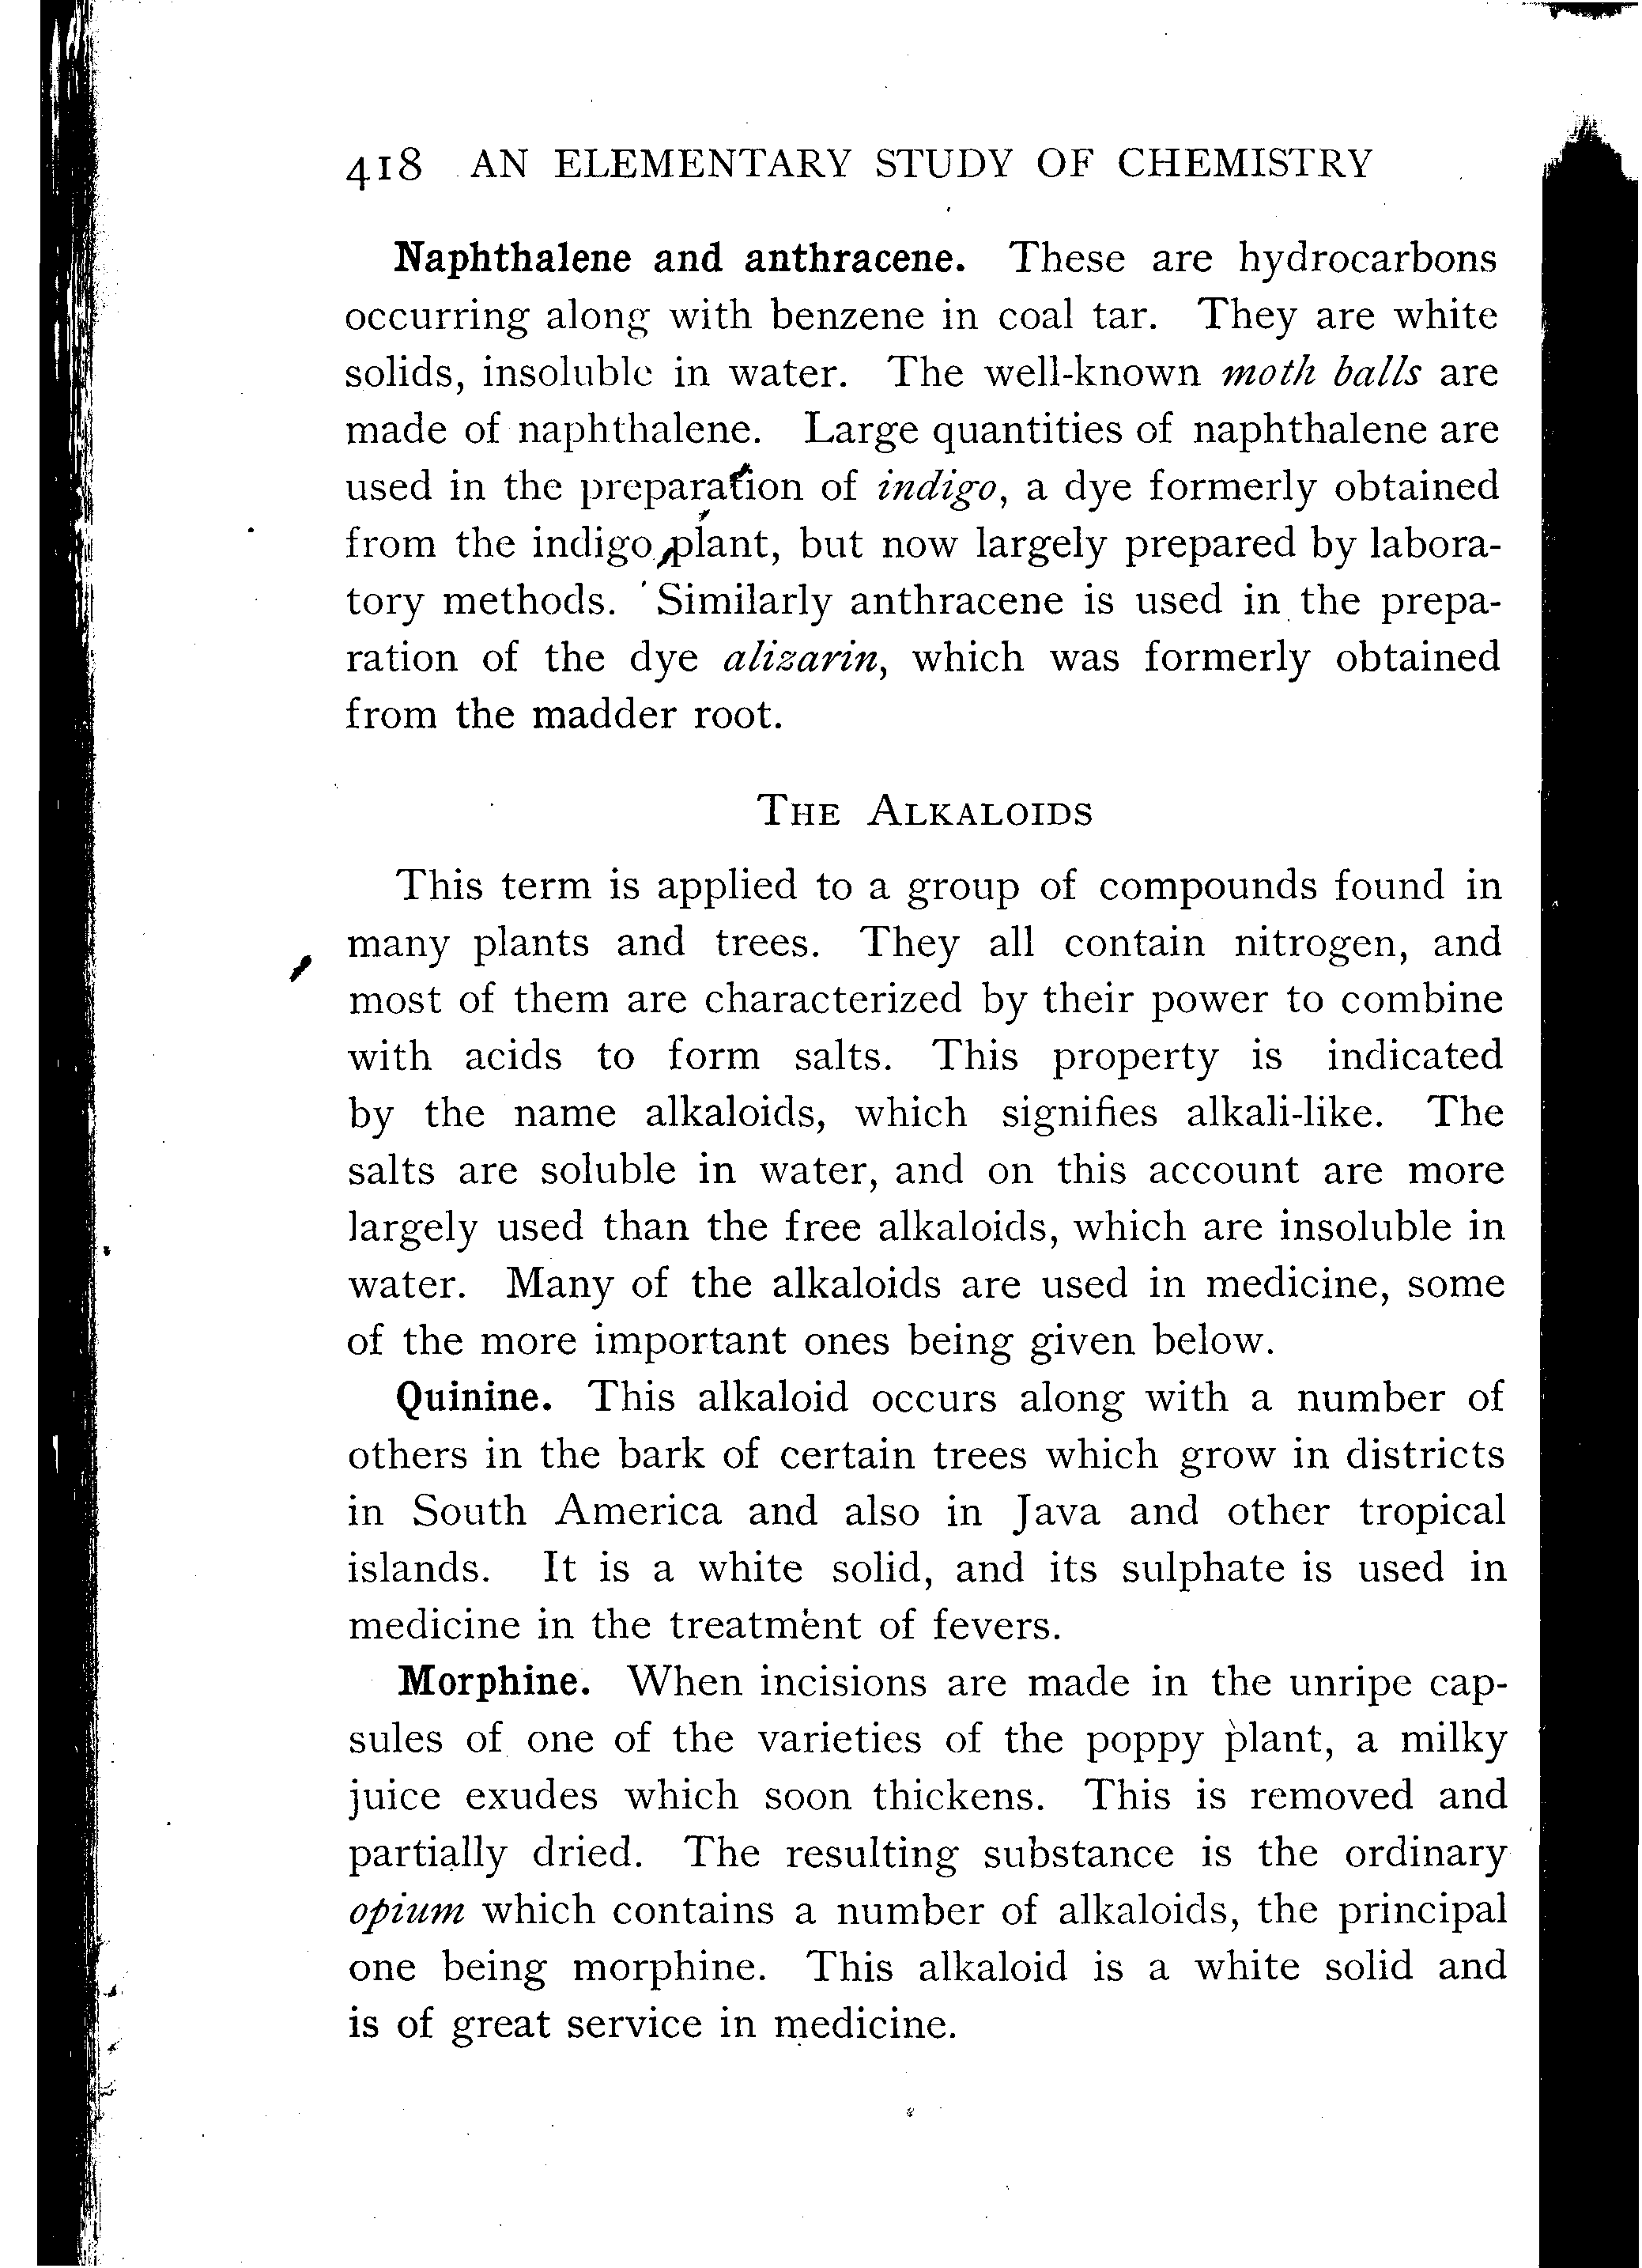 418 AN ELEMENTARY STUDY OF CHEMISTRY
Naphthalene and anthracene. These are hydrocarbons
occurring along with benzene in coal tar. They are white
solids, insoluble in water. The well-known moth balls are
made of naphthalene. Large quantities of naphthalene are
used in the preparation of indigo, a dye formerly obtained
from the indigo plant, but now largely prepared by labora-
tory methods. Similarly anthracene is used in the prepa-
ration of the dye alizarin, which was formerly obtained
from the madder root.
THE ALKALOIDS
This term is applied to a group of compounds found in
many plants and trees. They all contain nitrogen, and
most of them are characterized by their power to combine
with acids to form salts. This property is indicated
by the name alkaloids, which signifies alkali-like. The
salts are soluble in water, and on this account are more
largely used than the free alkaloids, which are insoluble in
water. Many of the alkaloids are used in medicine, some
of the more important ones being given below.
Quinine. This alkaloid occurs along with a number of
others in the bark of certain trees which grow in districts
in South America and also in Java and other tropical
islands. It is a white solid, and its sulphate is used in
medicine in the treatment of fevers.
Morphine. When incisions are made in the unripe cap-
sules of one of the varieties of the poppy plant, a milky
juice exudes which soon thickens. This is removed and
partially dried. The resulting substance is the ordinary
opium which contains a number of alkaloids, the principal
one being morphine. This alkaloid is a white solid and
is of great service in medicine.